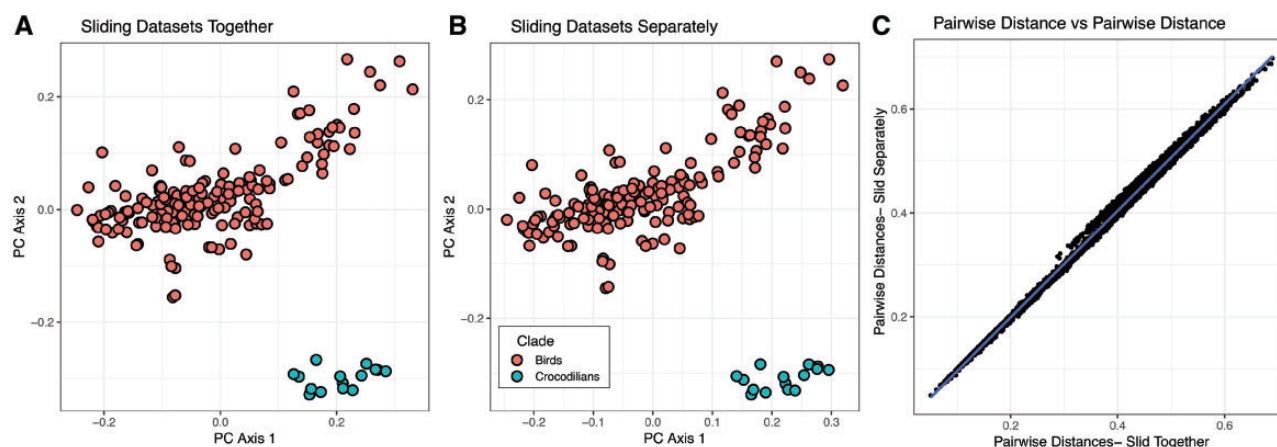 A
Sliding Datasets Together
PC Axis 2
0.2
0.0
−0.2
−0.2
0.0
0.2
PC Axis 1
B
Sliding Datasets Separately
PC Axis 2
0.2
0.0
−0.2
Clade
Birds
Crocodilians
−0.2
−0.1
0.0
0.1
0.2
0.3
PC Axis 1
C
Pairwise Distance vs Pairwise Distance
Pairwise Distances− Slid Separately
0.6
0.4
0.2
0.2
0.4
0.6
Pairwise Distances− Slid Together